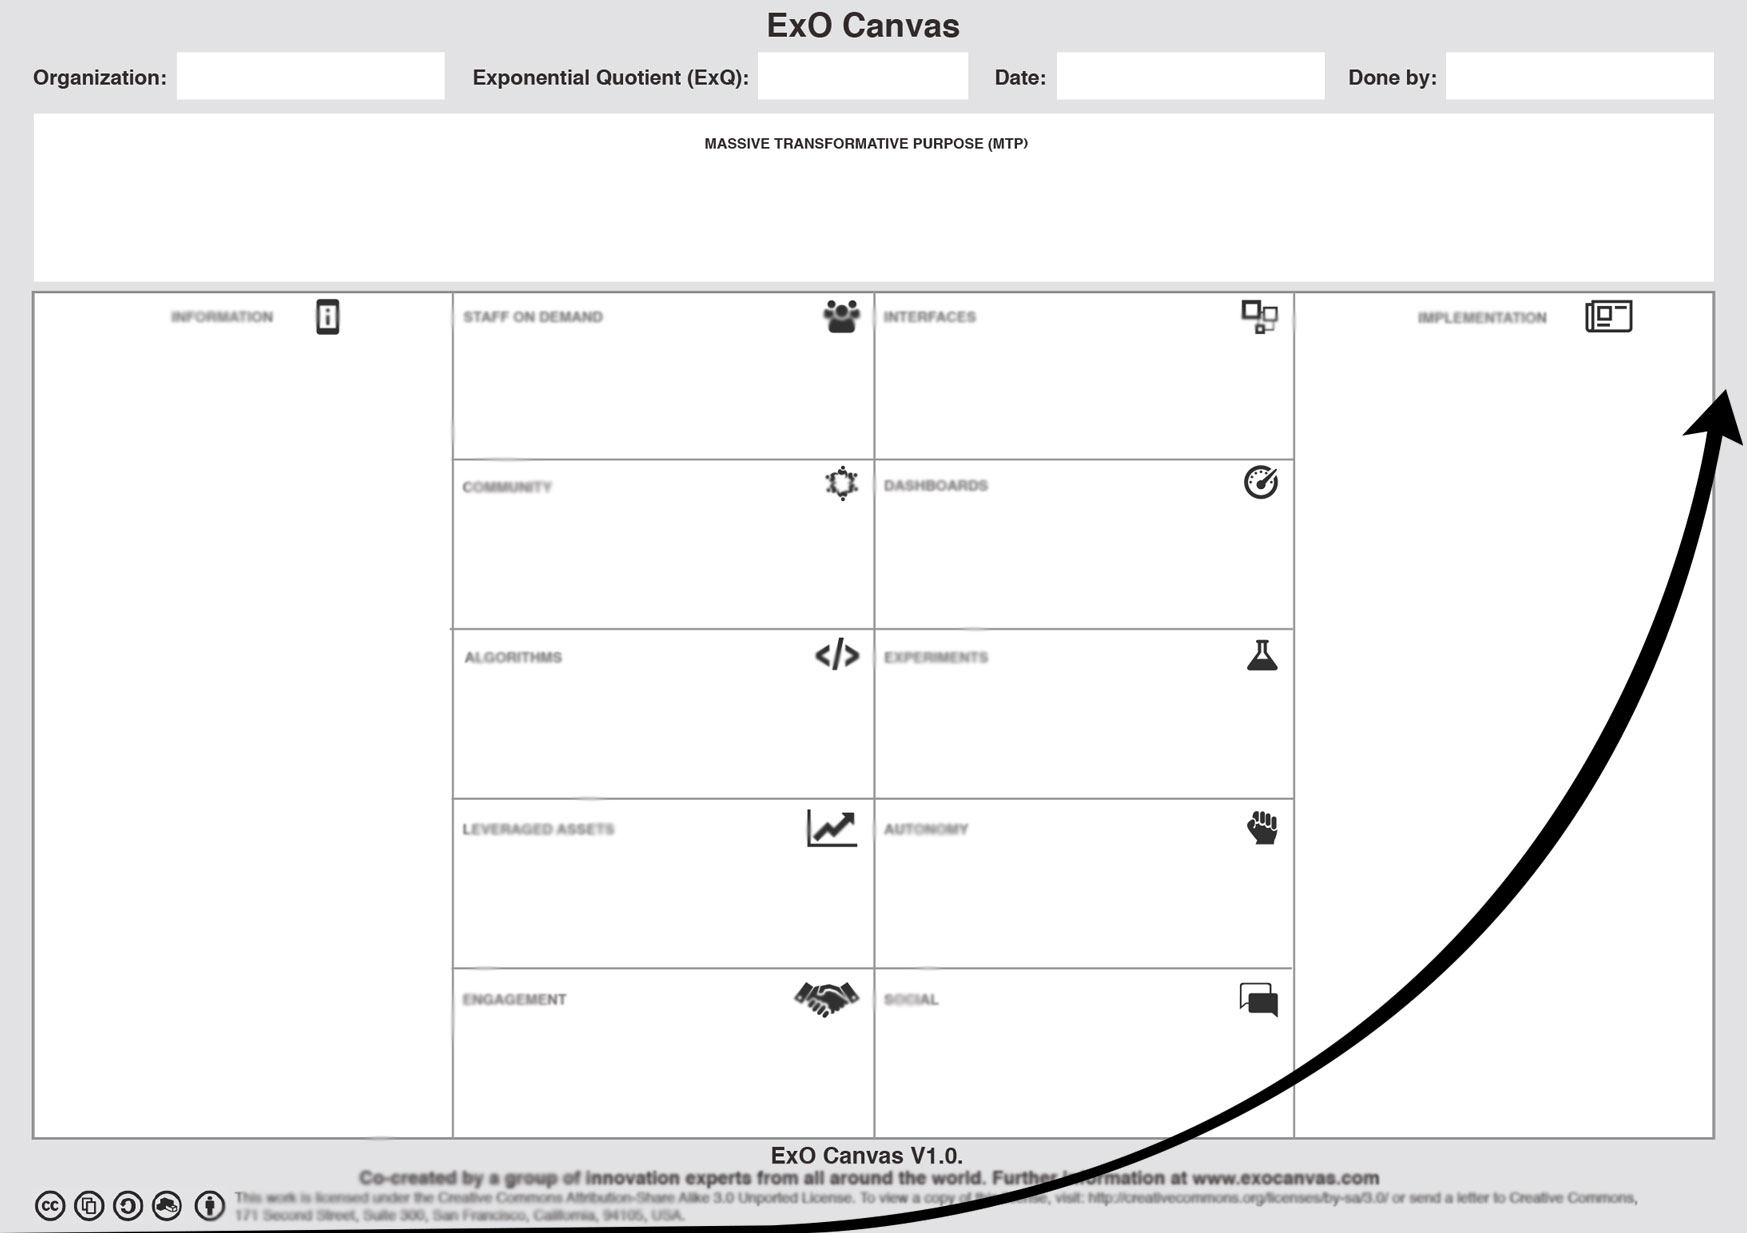 ExO Canvas
Organization: Exponential Quotient (ExQ): Date: Done by:
MASSIVE TRANSFORMATIVE PURPOSE (MTP)
INFORMATION
STAFF ON DEMAND
INTERFACES
IMPLEMENTATION
COMMUNITY
DASHBOARDS
ALGORITHMS
</>
EXPERIMENTS
LEVERAGED ASSETS
AUTONOMY
ENGAGEMENT
SOCIAL
ExO Canvas V1.0.
Co-created by a group of innovation experts from all around the world. Further information at www.exocanvas.com
cc
This work is licensed under the Creative Commons Attribution-Share Alike 3.0 Unported License. To view a copy of this license, visit: http://creativecommons.org/licenses/by-sa/3.0/ or send a letter to Creative Commons,
171 Second Street, Suite 300, San Francisco, California, 94105, USA.